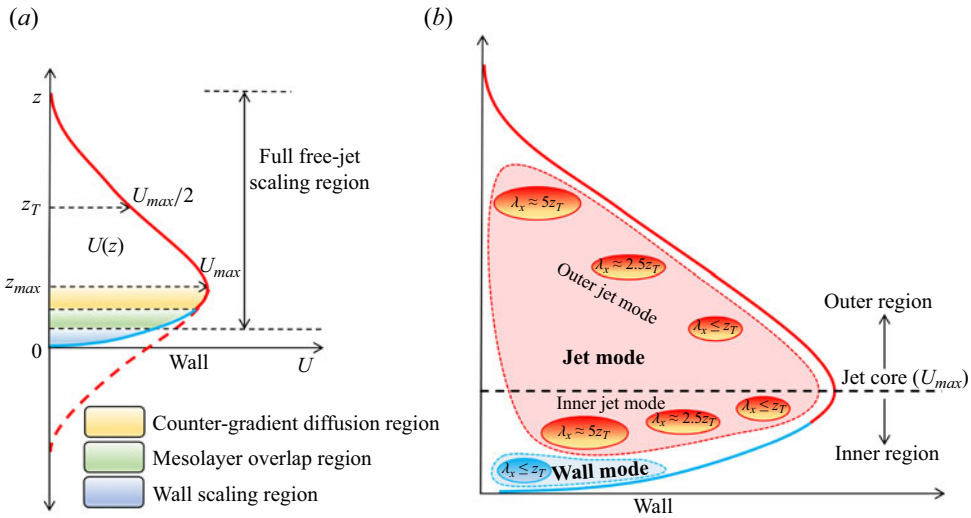 (a)
z
Full free-jet
scaling region
z_T
U_max/2
U(z)
z_max
U_max
0
Wall
U
Counter-gradient diffusion region
Mesolayer overlap region
Wall scaling region
(b)
λ_x ≈ 5z_T
λ_x ≈ 2.5z_T
Outer jet mode
λ_x ≤ z_T
Outer region
Jet mode
Jet core (U_max)
Inner jet mode
λ_x ≤ z_T
λ_x ≈ 2.5z_T
λ_x ≈ 5z_T
Inner region
Wall mode
λ_x ≤ z_T
Wall